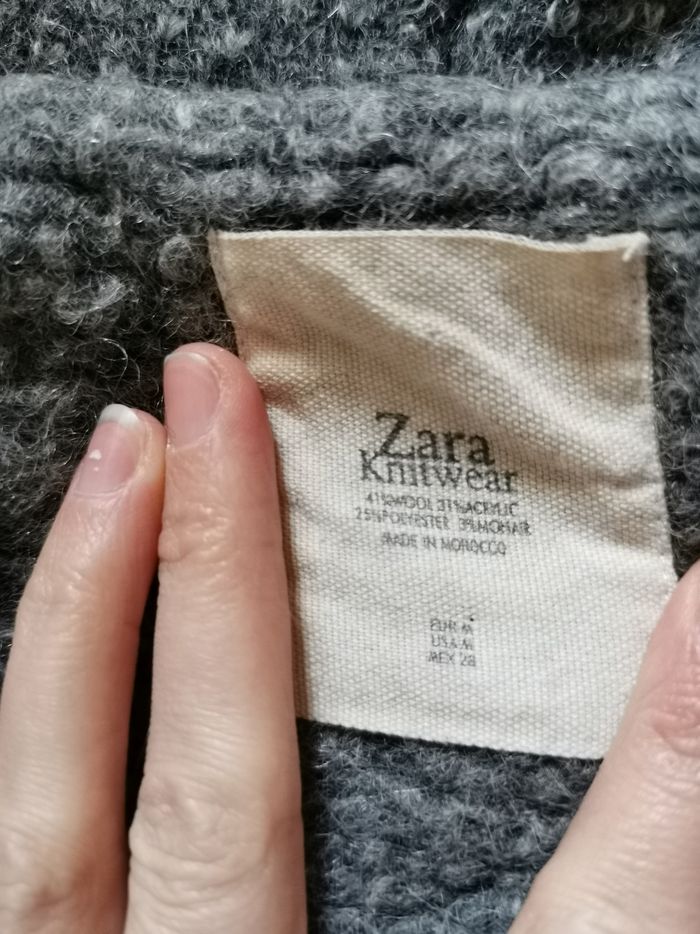 Zara
Knitwear
41%WOOL 31%ACRYLIC
25%POLYESTER 3%MOHAIR
MADE IN MOROCCO
EUR M
USA M
MEX 28